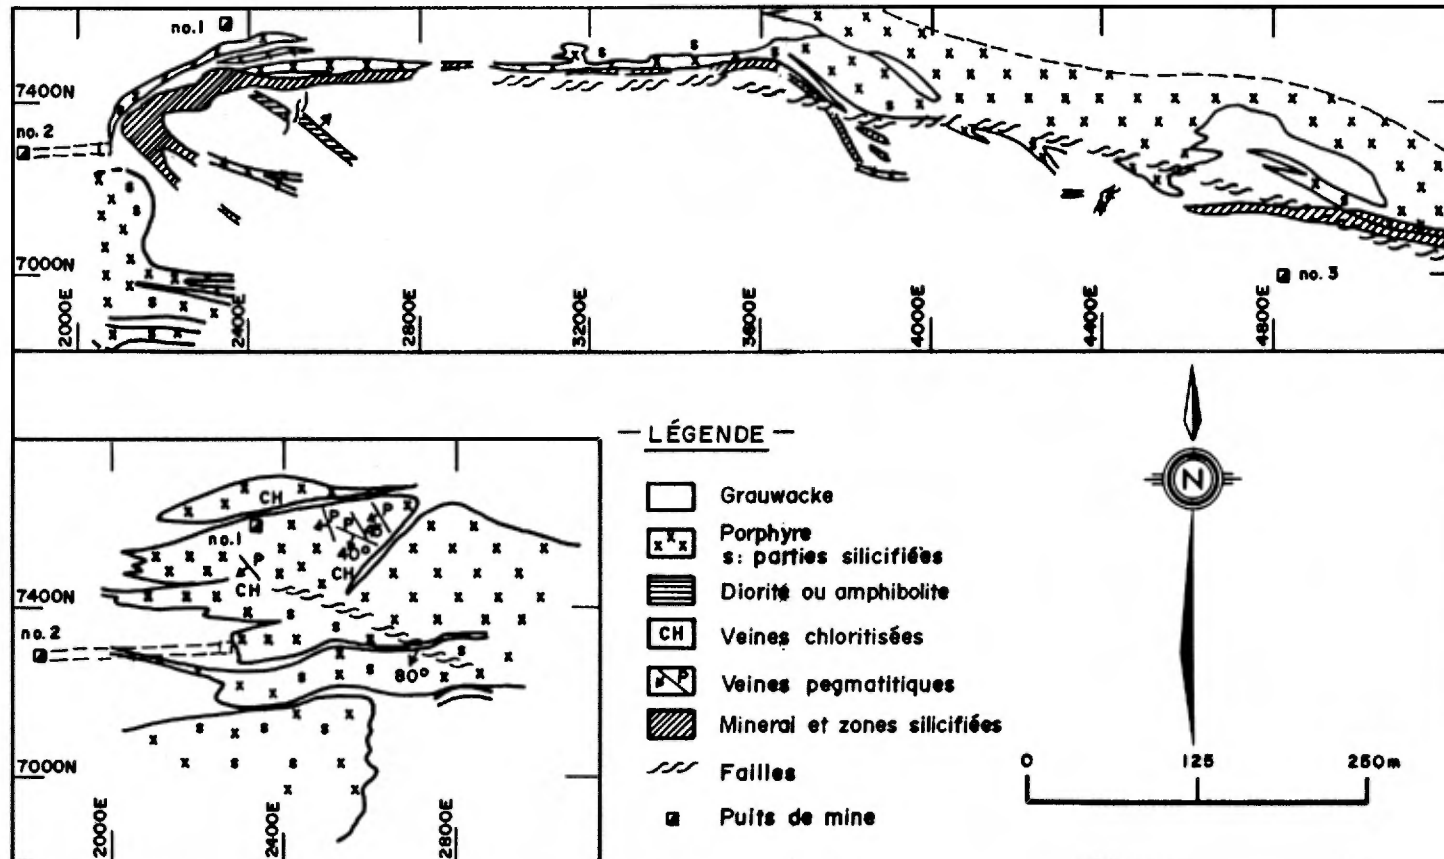 no.1
s
s
7400N
no.2
s
s
s
s
s
7000N
no.3
2000E
2400E
2800E
3200E
3600E
4000E
4400E
4800E
— LÉGENDE —
Grauwacke
Porphyre
s: parties silicifiées
Diorité ou amphibolite
CH Veines chloritisées
P Veines pegmatitiques
Minerai et zones silicifiées
Failles
Puits de mine
N
0 125 250m
CH
no.1
P
P
P
40°
CH
P
CH
7400N
s
s
no.2
s
s
s
80°
s
s
s
s
s
7000N
2000E
2400E
2800E